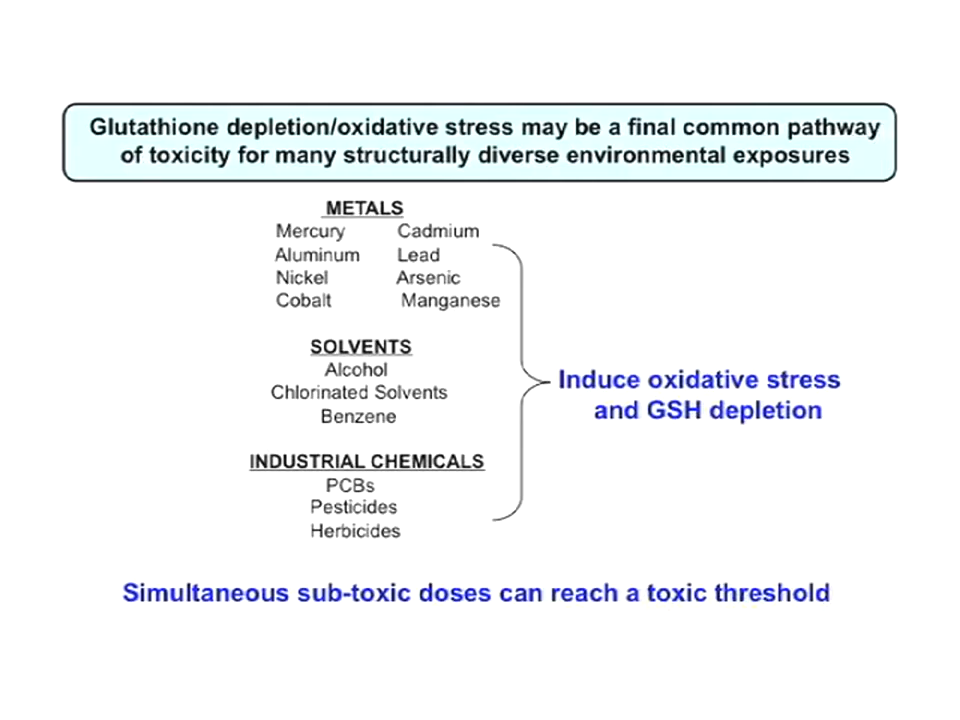 Glutathione depletion/oxidative stress may be a final common pathway
of toxicity for many structurally diverse environmental exposures
METALS
Mercury Cadmium
Aluminum Lead
Nickel Arsenic
Cobalt Manganese
SOLVENTS
Alcohol
Chlorinated Solvents
Benzene
INDUSTRIAL CHEMICALS
PCBs
Pesticides
Herbicides
Induce oxidative stress
and GSH depletion
Simultaneous sub-toxic doses can reach a toxic threshold